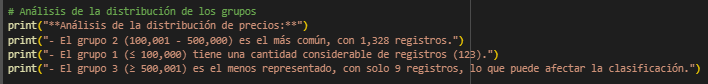 # Análisis de la distribución de los grupos
print("**Análisis de la distribución de precios:**")
print("- El grupo 2 (100,001 - 500,000) es el más común, con 1,328 registros.")
print("- El grupo 1 (≤ 100,000) tiene una cantidad considerable de registros (123).")
print("- El grupo 3 (≥ 500,001) es el menos representado, con solo 9 registros, lo que puede afectar la clasificación.")